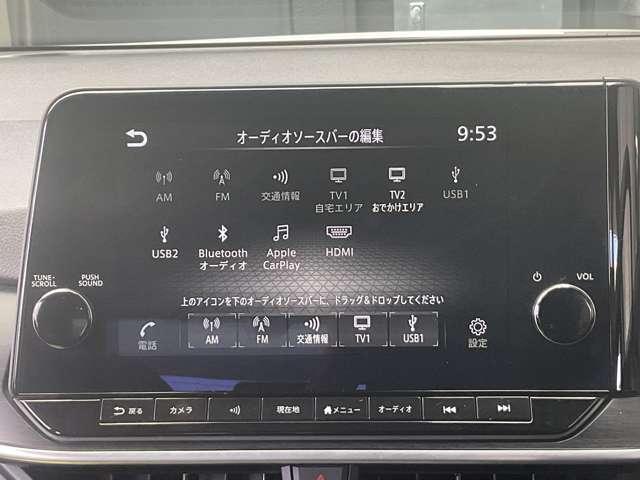 オーディオソースバーの編集
9:53
AM
FM
交通情報
TV1
自宅エリア
TV2
おでかけエリア
USB1
USB2
Bluetooth
オーディオ
Apple
CarPlay
HDMI
TUNE・
SCROLL
PUSH
SOUND
VOL
上のアイコンを下のオーディオソースバーに、ドラッグ&ドロップしてください
電話
AM
FM
交通情報
TV1
USB1
設定
戻る
カメラ
現在地
メニュー
オーディオ